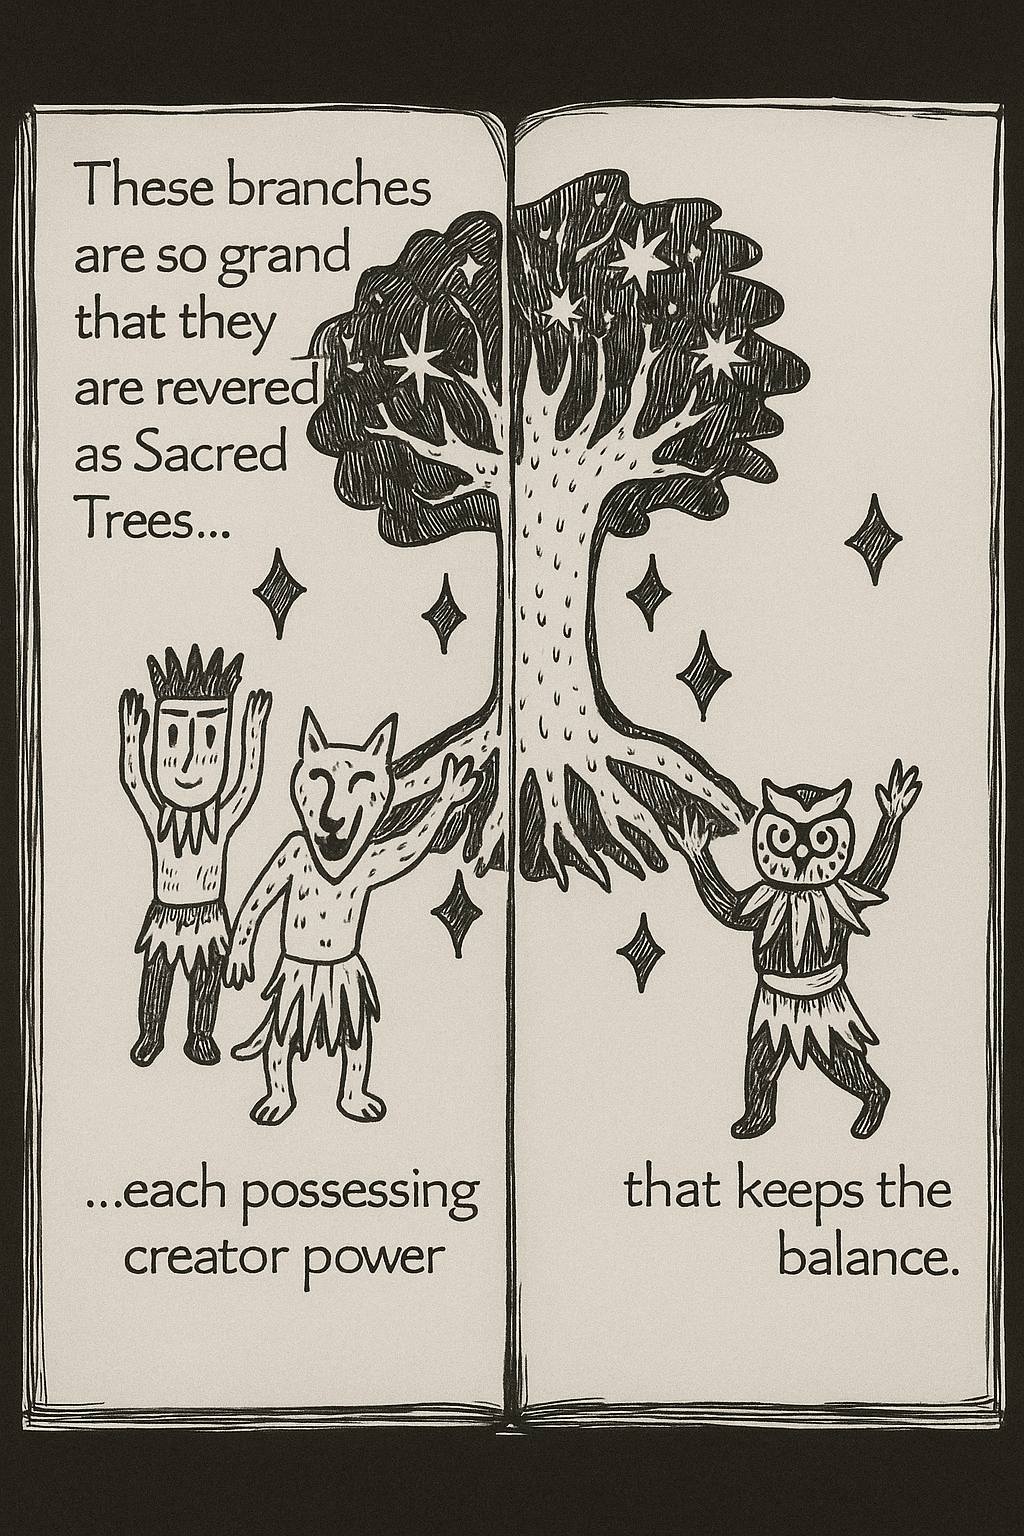 These branches
are so grand
that they
are revered
as Sacred
Trees...
...each possessing
creator power
that keeps the
balance.